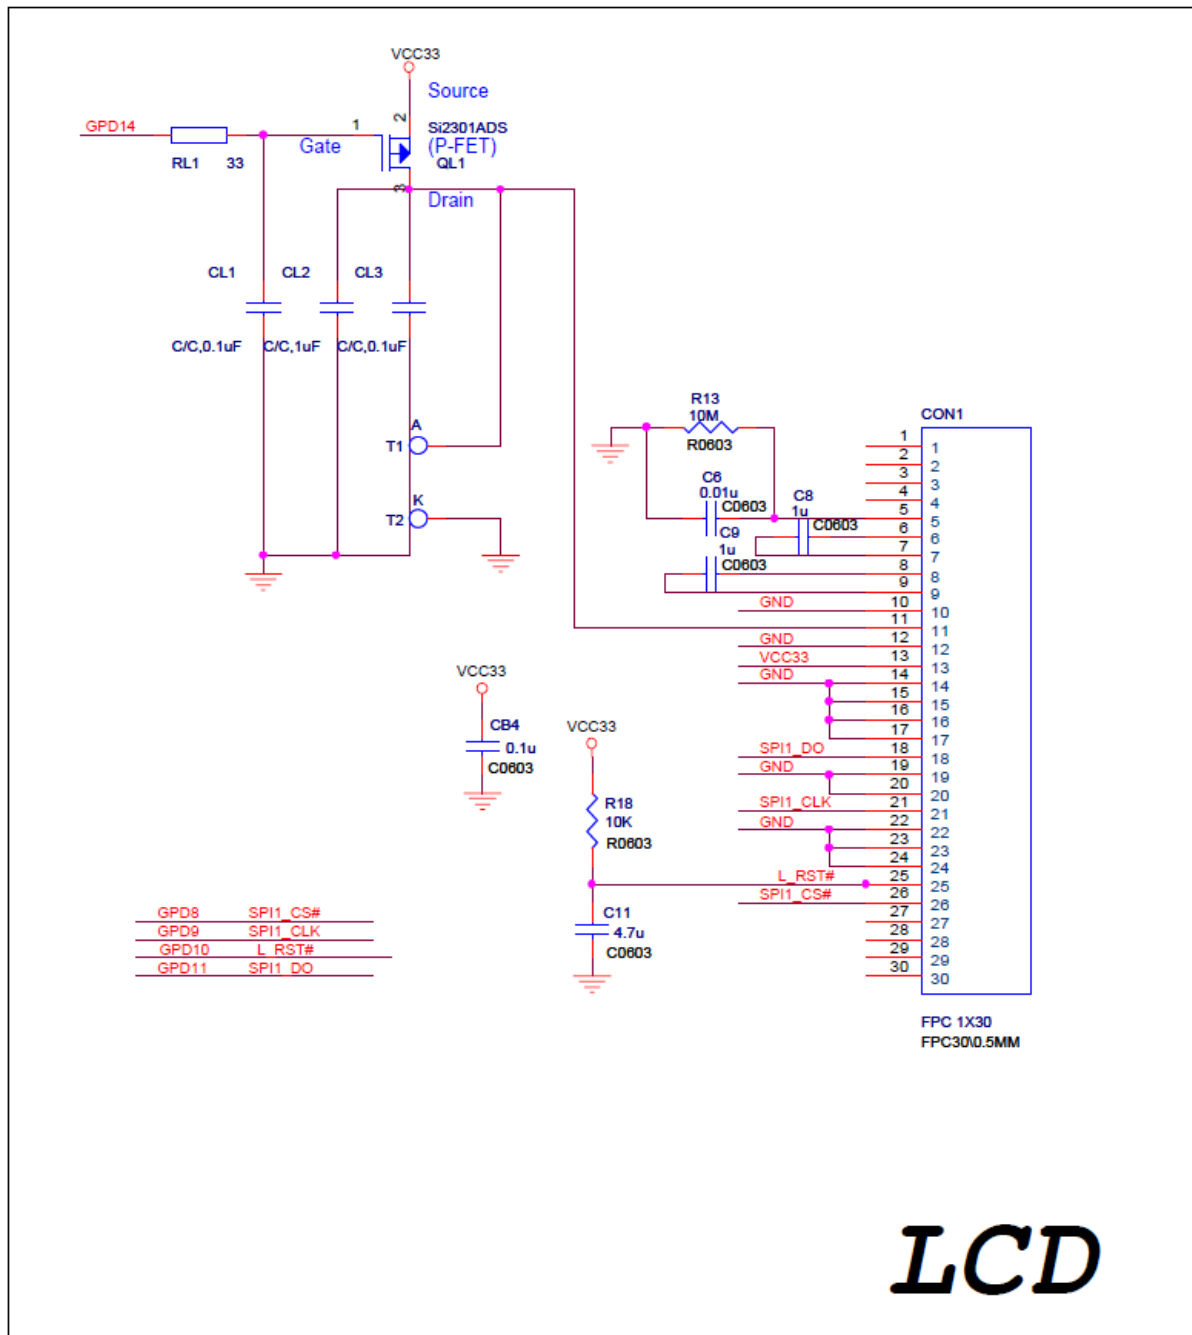 VCC33
Source
GPD14
1
2
Si2301ADS
Gate
(P-FET)
RL1 33
QL1
3
Drain
CL1 CL2 CL3
C/C,0.1uF C/C,1uF C/C,0.1uF
A
T1
K
T2
R13
10M
R0603
C6
0.01u
C0603
C8
1u
C0603
C9
1u
C0603
CON1
1 1
2 2
3 3
4 4
5 5
6 6
7 7
8 8
9 9
GND 10 10
11 11
GND 12 12
VCC33 13 13
GND 14 14
15 15
16 16
17 17
SPI1_DO 18 18
GND 19 19
20 20
SPI1_CLK 21 21
GND 22 22
23 23
24 24
L_RST# 25 25
SPI1_CS# 26 26
27 27
28 28
29 29
30 30
FPC 1X30
FPC30\0.5MM
VCC33
CB4
0.1u
C0603
VCC33
R18
10K
R0603
C11
4.7u
C0603
GPD8 SPI1_CS#
GPD9 SPI1_CLK
GPD10 L_RST#
GPD11 SPI1_DO
LCD